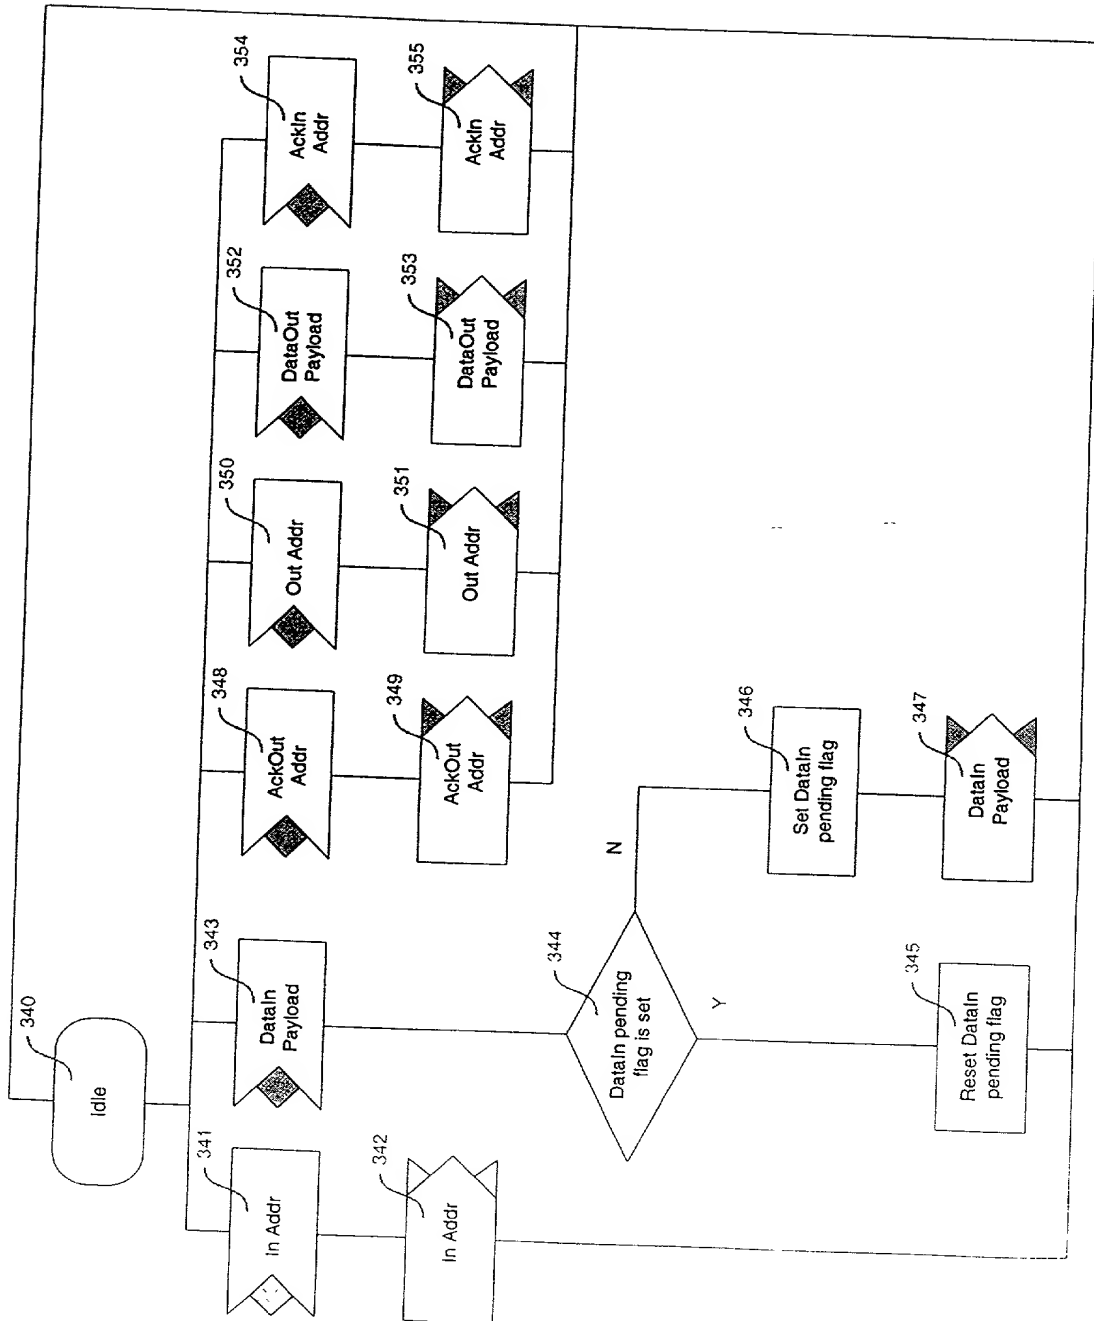 340
Idle
341
In Addr
342
In Addr
343
DataIn
Payload
344
DataIn pending
flag is set
Y
345
Reset DataIn
pending flag
N
346
Set DataIn
pending flag
347
DataIn
Payload
348
AckOut
Addr
349
AckOut
Addr
350
Out Addr
351
Out Addr
352
DataOut
Payload
353
DataOut
Payload
354
AckIn
Addr
355
AckIn
Addr